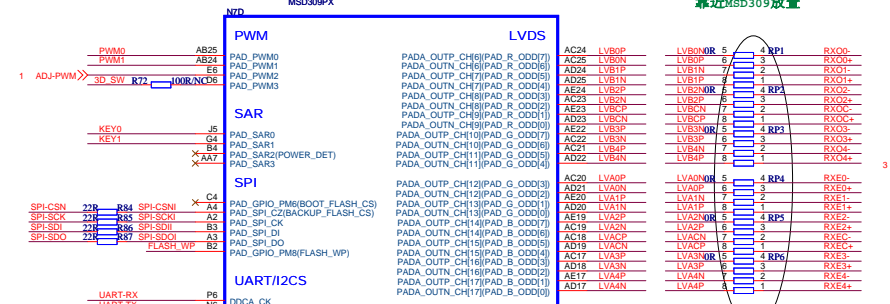 MSD309PX
靠近MSD309放置
N7D
PWM
LVDS
PWM0 AB25 PAD_PWM0
PWM1 AB24 PAD_PWM1
1 ADJ-PWM E6 PAD_PWM2
3D_SW R72 100R/NC D6 PAD_PWM3
SAR
KEY0 J5 PAD_SAR0
KEY1 G4 PAD_SAR1
B4 PAD_SAR2(POWER_DET)
AA7 PAD_SAR3
SPI
C4 PAD_GPIO_PM6(BOOT_FLASH_CS)
SPI-CSN 22R R84 SPI-CSNI A4 PAD_SPI_CZ(BACKUP_FLASH_CS)
SPI-SCK 22R R85 SPI-SCKI A2 PAD_SPI_CK
SPI-SDI 22R R86 SPI-SDII B3 PAD_SPI_DI
SPI-SDO 22R R87 SPI-SDOI A3 PAD_SPI_DO
FLASH_WP B2 PAD_GPIO_PM8(FLASH_WP)
UART/I2CS
UART-RX P6 DDCA_CK
PADA_OUTP_CH[6](PAD_R_ODD[7]) AC24 LVB0P
PADA_OUTN_CH[6](PAD_R_ODD[6]) AC25 LVB0N
PADA_OUTP_CH[7](PAD_R_ODD[5]) AD24 LVB1P
PADA_OUTN_CH[7](PAD_R_ODD[4]) AD25 LVB1N
PADA_OUTP_CH[8](PAD_R_ODD[3]) AE24 LVB2P
PADA_OUTN_CH[8](PAD_R_ODD[2]) AC23 LVB2N
PADA_OUTP_CH[9](PAD_R_ODD[1]) AE23 LVBCP
PADA_OUTN_CH[9](PAD_R_ODD[0]) AD23 LVBCN
PADA_OUTP_CH[10](PAD_G_ODD[7]) AE22 LVB3P
PADA_OUTN_CH[10](PAD_G_ODD[6]) AC22 LVB3N
PADA_OUTP_CH[11](PAD_G_ODD[5]) AC21 LVB4P
PADA_OUTN_CH[11](PAD_G_ODD[4]) AD22 LVB4N
PADA_OUTP_CH[12](PAD_G_ODD[3]) AC20 LVA0P
PADA_OUTN_CH[12](PAD_G_ODD[2]) AD21 LVA0N
PADA_OUTP_CH[13](PAD_G_ODD[1]) AE20 LVA1P
PADA_OUTN_CH[13](PAD_G_ODD[0]) AD20 LVA1N
PADA_OUTP_CH[14](PAD_B_ODD[7]) AE19 LVA2P
PADA_OUTN_CH[14](PAD_B_ODD[6]) AC19 LVA2N
PADA_OUTP_CH[15](PAD_B_ODD[5]) AC18 LVACP
PADA_OUTN_CH[15](PAD_B_ODD[4]) AD19 LVACN
PADA_OUTP_CH[16](PAD_B_ODD[3]) AC17 LVA3P
PADA_OUTN_CH[16](PAD_B_ODD[2]) AD18 LVA3N
PADA_OUTP_CH[17](PAD_B_ODD[1]) AE17 LVA4P
PADA_OUTN_CH[17](PAD_B_ODD[0]) AD17 LVA4N
LVB0N 0R 5 4 RP1 RXO0-
LVB0P 6 3 RXO0+
LVB1N 7 2 RXO1-
LVB1P 8 1 RXO1+
LVB2N 0R 5 4 RP2 RXO2-
LVB2P 6 3 RXO2+
LVBCN 7 2 RXOC-
LVBCP 8 1 RXOC+
LVB3N 0R 5 4 RP3 RXO3-
LVB3P 6 3 RXO3+
LVB4N 7 2 RXO4-
LVB4P 8 1 RXO4+
3
LVA0N 0R 5 4 RP4 RXE0-
LVA0P 6 3 RXE0+
LVA1N 7 2 RXE1-
LVA1P 8 1 RXE1+
LVA2N 0R 5 4 RP5 RXE2-
LVA2P 6 3 RXE2+
LVACN 7 2 RXEC-
LVACP 8 1 RXEC+
LVA3N 0R 5 4 RP6 RXE3-
LVA3P 6 3 RXE3+
LVA4N 7 2 RXE4-
LVA4P 8 1 RXE4+